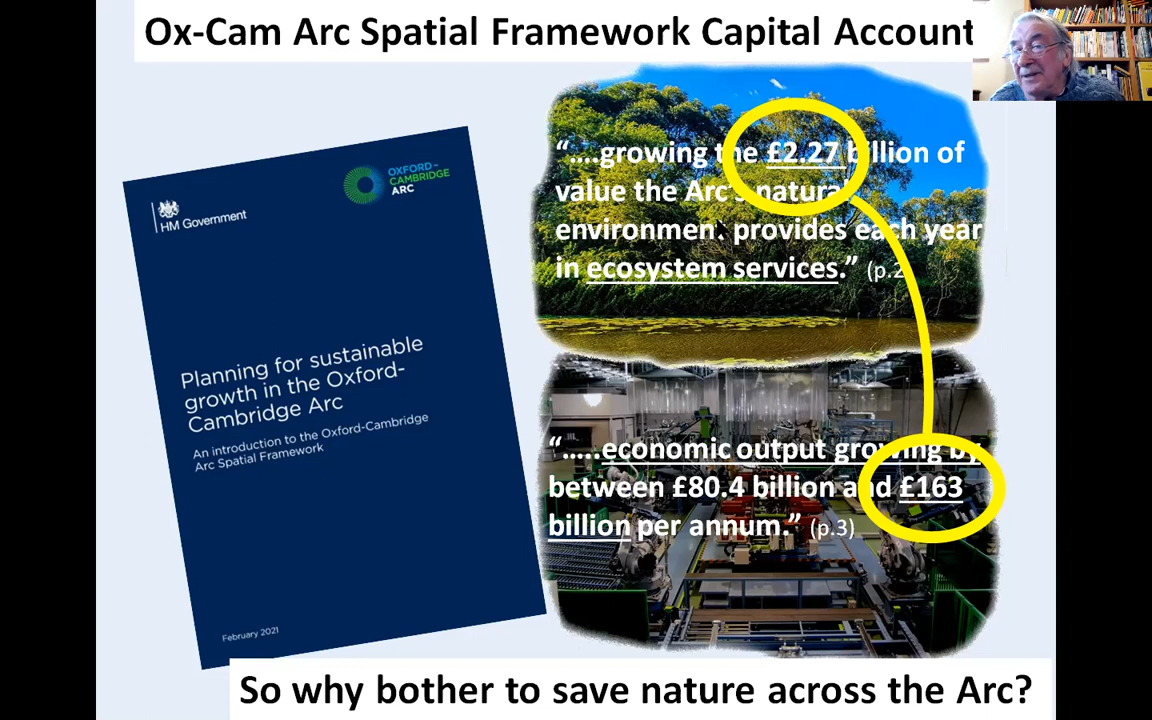 Ox-Cam Arc Spatial Framework Capital Account
HM Government
OXFORD–
CAMBRIDGE
ARC
Planning for sustainable
growth in the Oxford-
Cambridge Arc
An introduction to the Oxford-Cambridge
Arc Spatial Framework
February 2021
“....growing the £2.27 billion of
value the Arc’s natural
environment provides each year
in ecosystem services.” (p.2
“.....economic output growing by
between £80.4 billion and £163
billion per annum.” (p.3)
So why bother to save nature across the Arc?